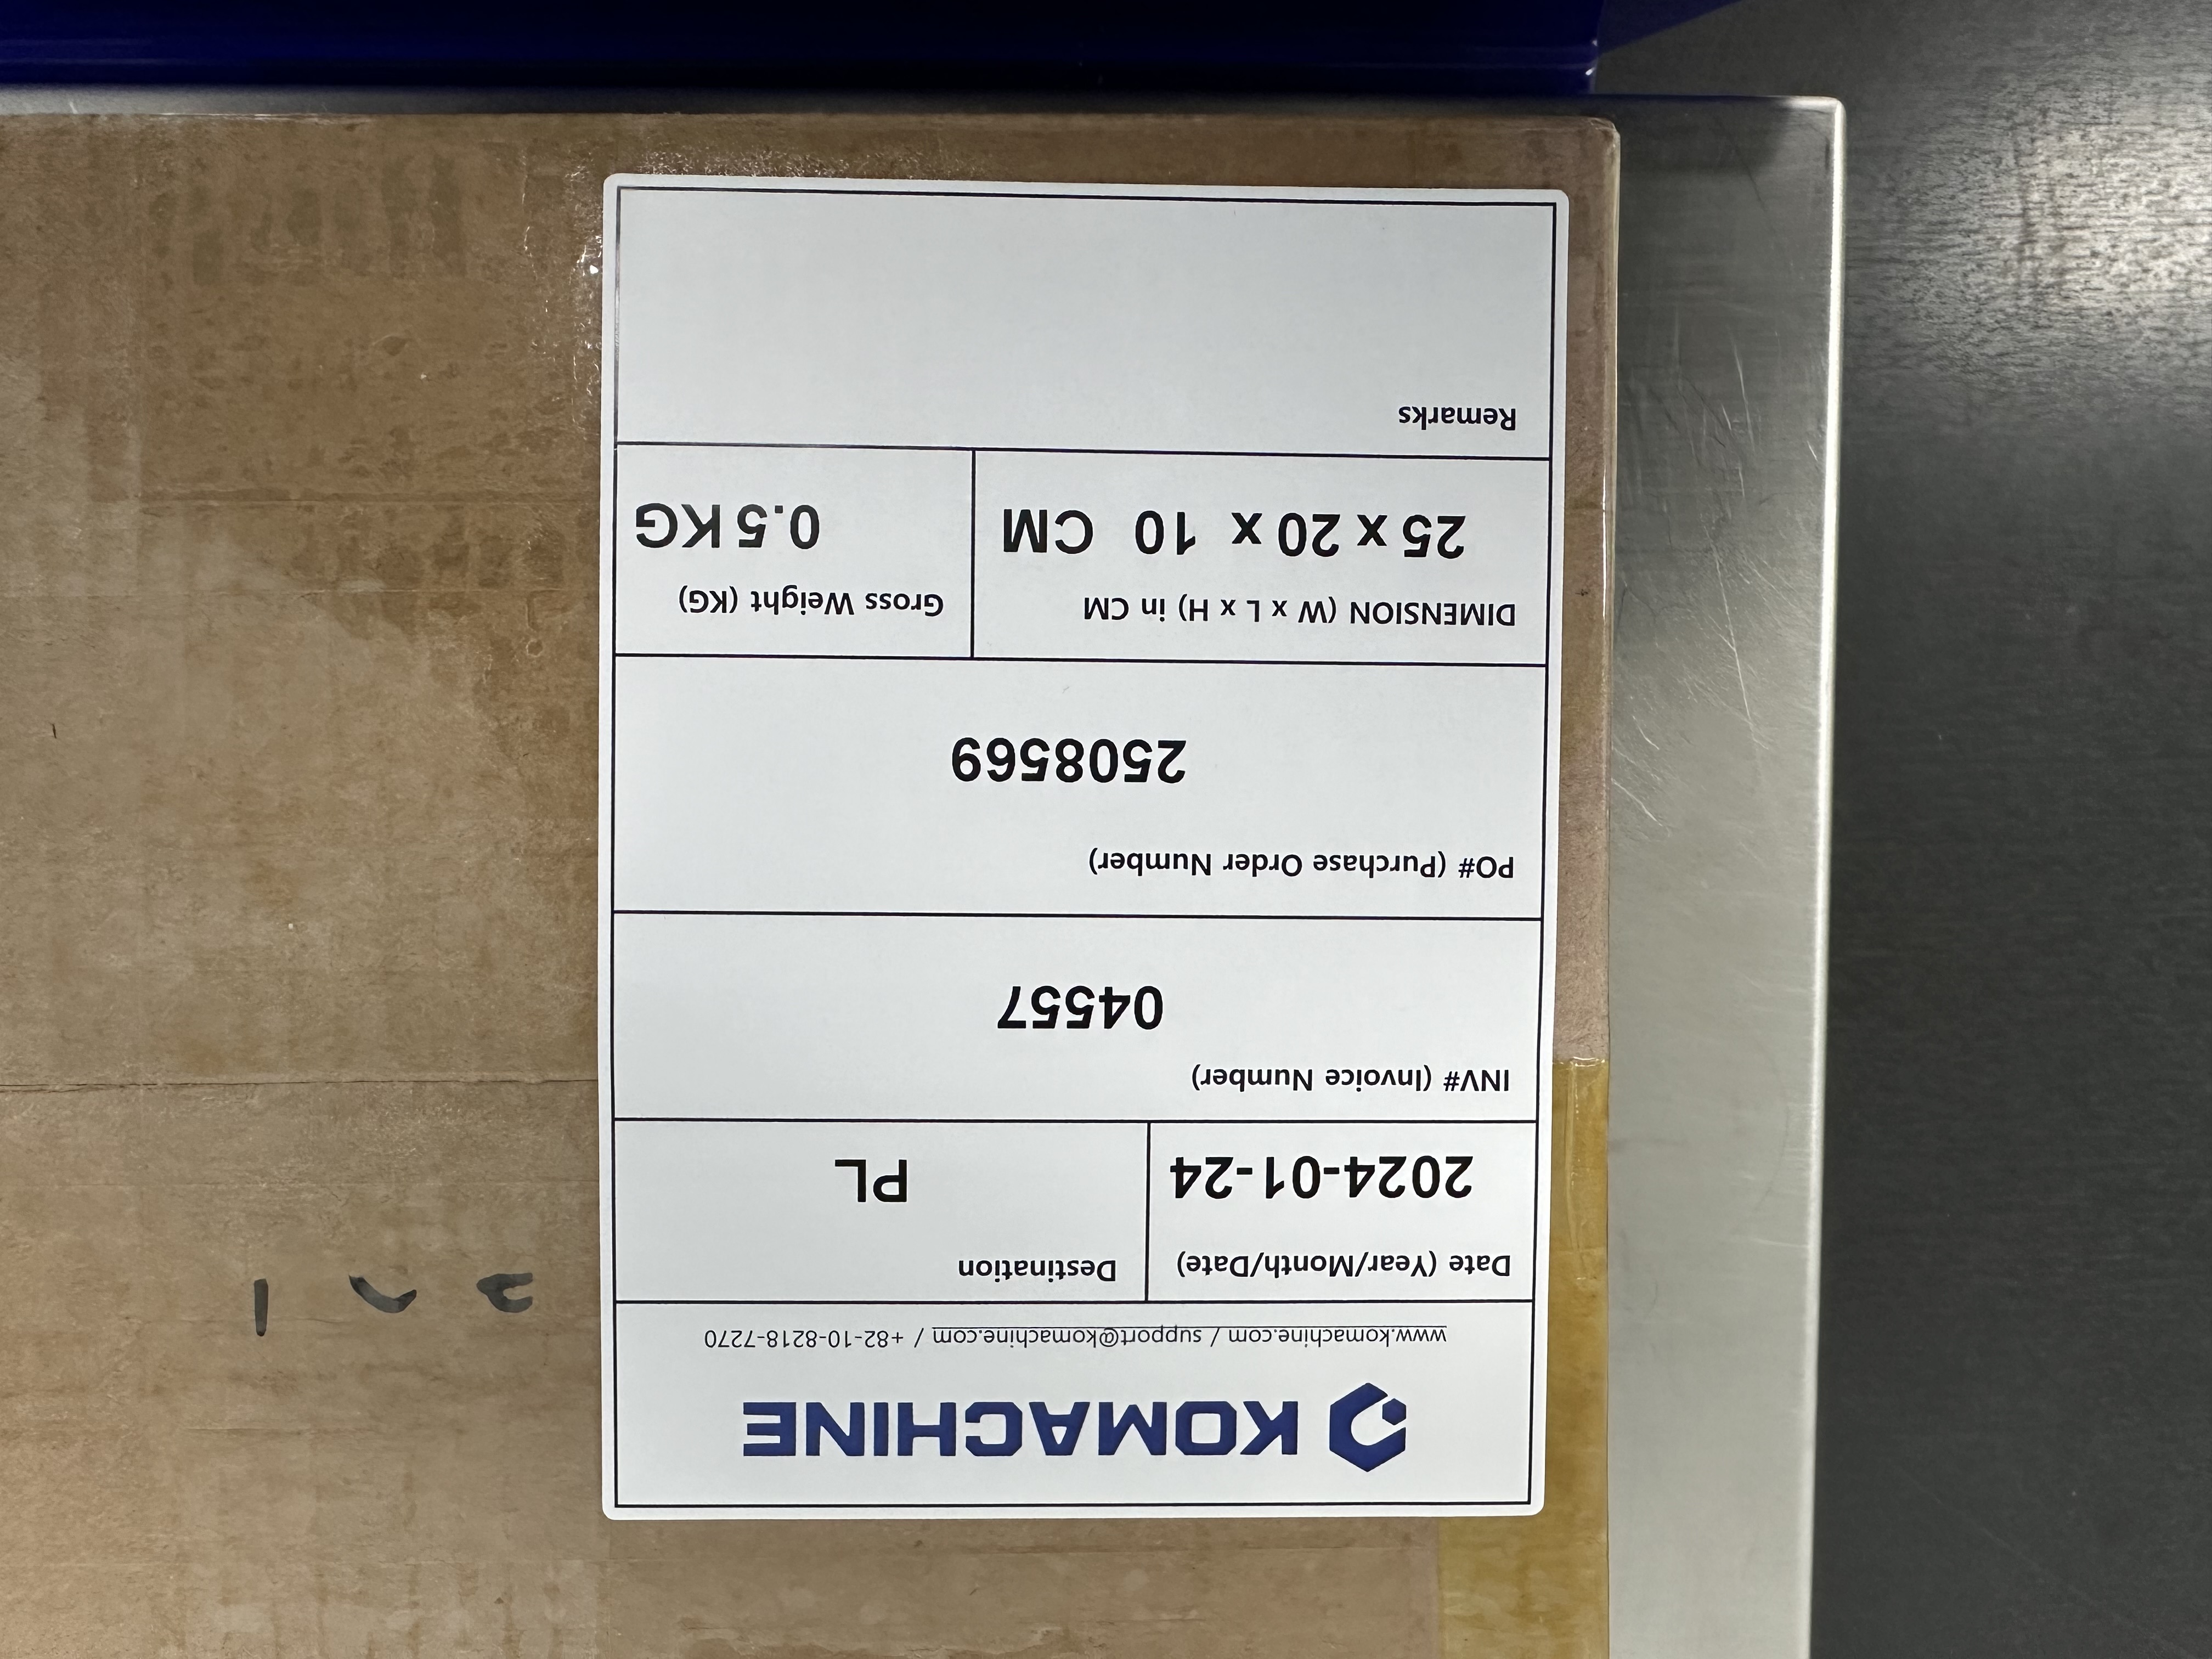 KOMACHINE
www.komachine.com / support@komachine.com / +82-10-8218-7270
Date (Year/Month/Date)
2024-01-24
Destination
PL
INV# (Invoice Number)
04557
PO# (Purchase Order Number)
2508569
DIMENSION (W x L x H) in CM
25 x 20 x 10 CM
Gross Weight (KG)
0.5 KG
Remarks